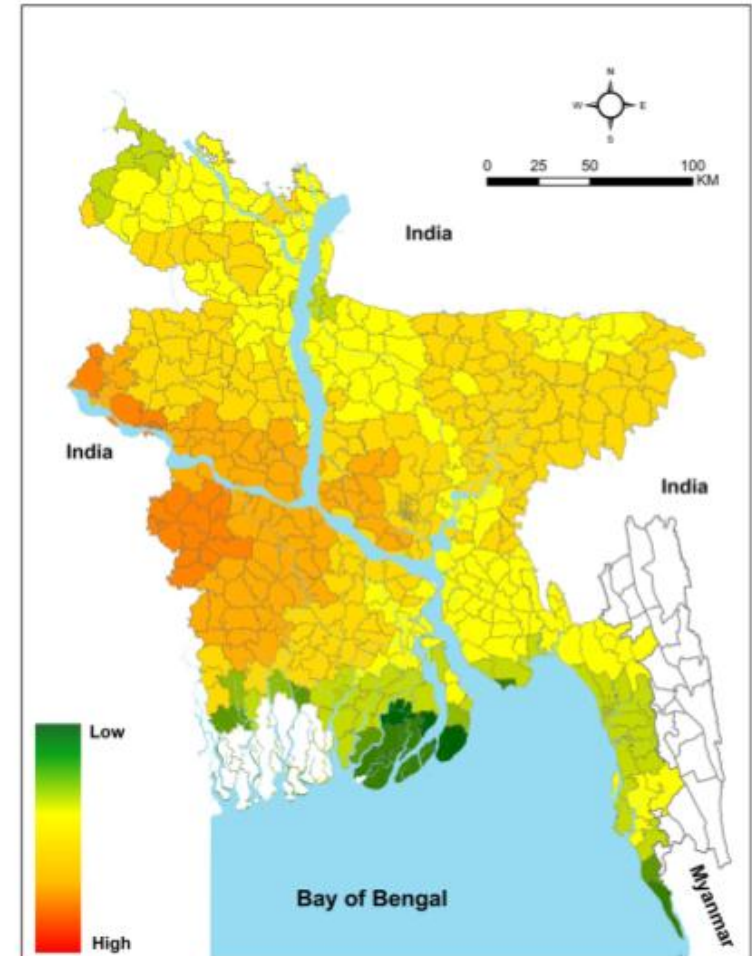 N
W E
S
0 25 50 100
KM
India
India
India
Low
High
Bay of Bengal
Myanmar